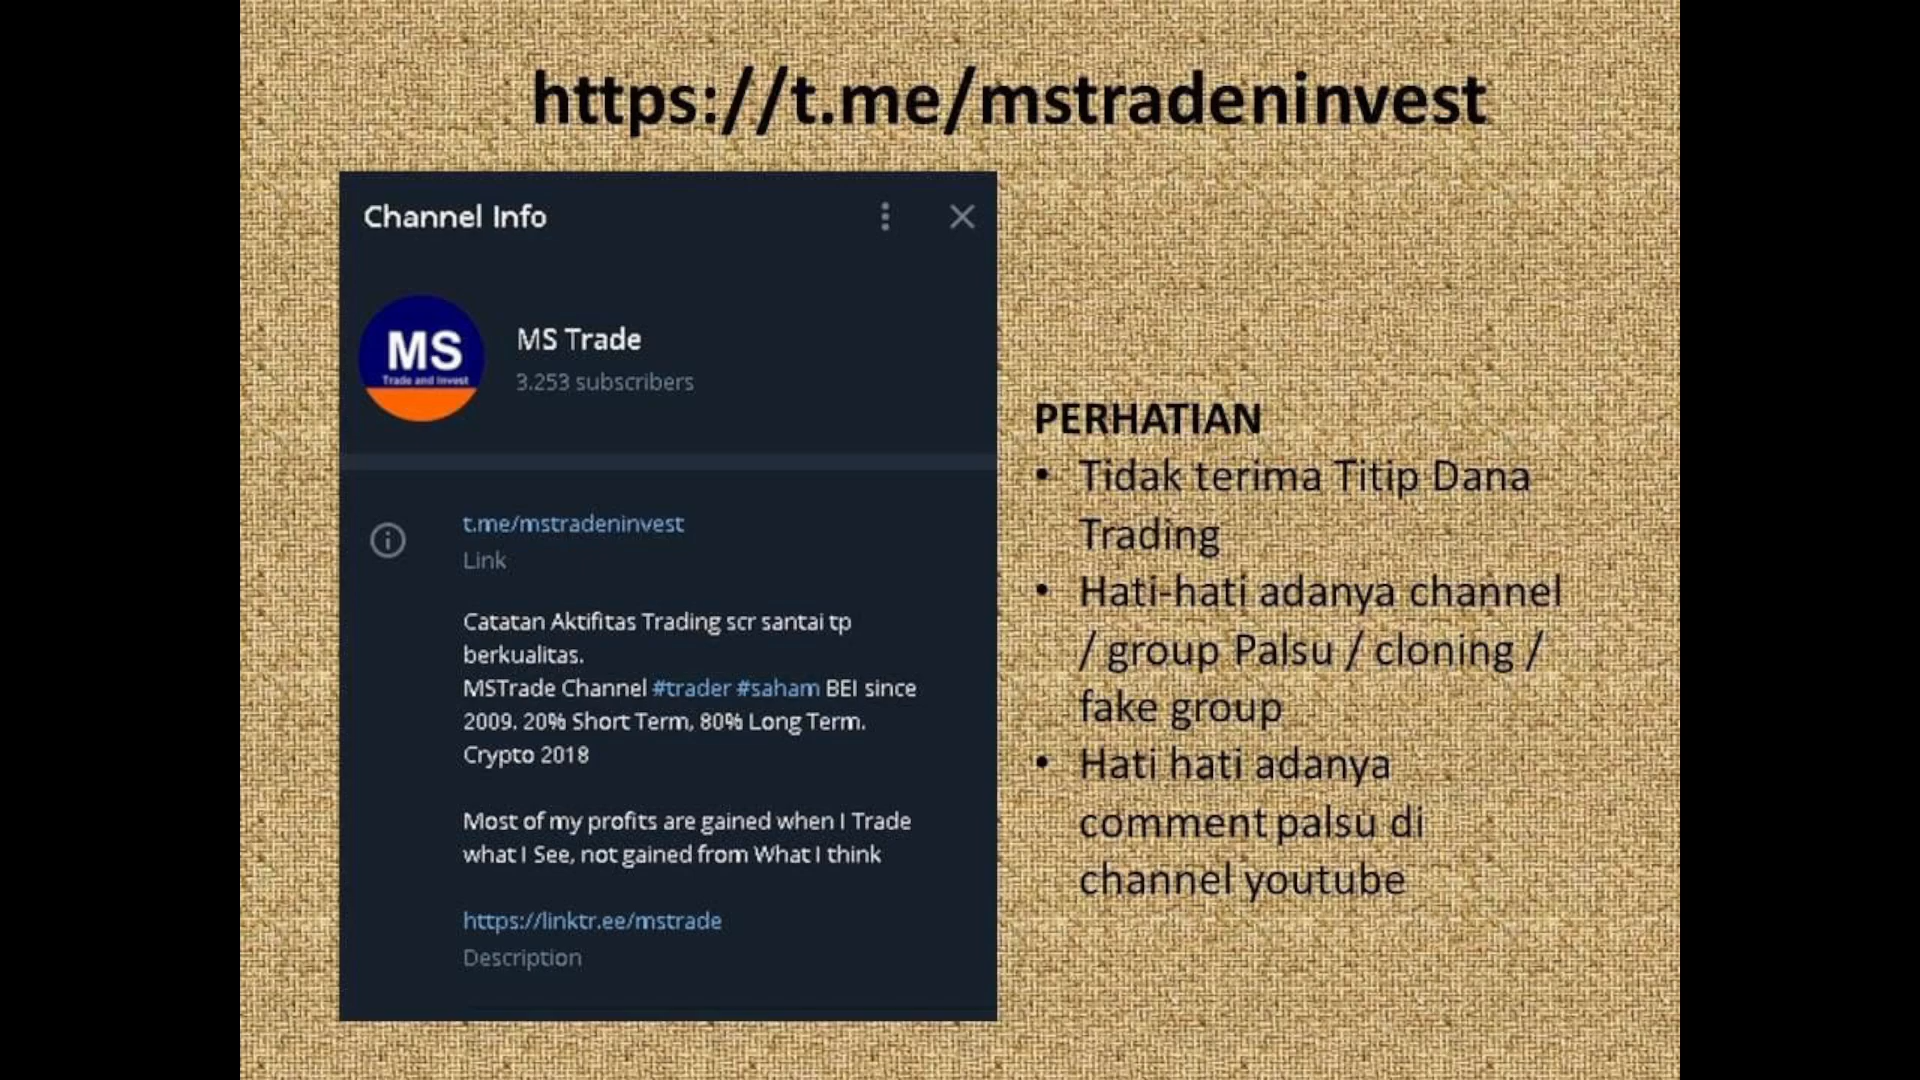 https://t.me/mstradeninvest
Channel Info
MS
Trade and Invest
MS Trade
3.253 subscribers
t.me/mstradeninvest
Link
Catatan Aktifitas Trading scr santai tp
berkualitas.
MSTrade Channel #trader #saham BEI since
2009. 20% Short Term, 80% Long Term.
Crypto 2018
Most of my profits are gained when I Trade
what I See, not gained from What I think
https://linktr.ee/mstrade
Description
PERHATIAN
• Tidak terima Titip Dana
Trading
• Hati-hati adanya channel
/ group Palsu / cloning /
fake group
• Hati hati adanya
comment palsu di
channel youtube